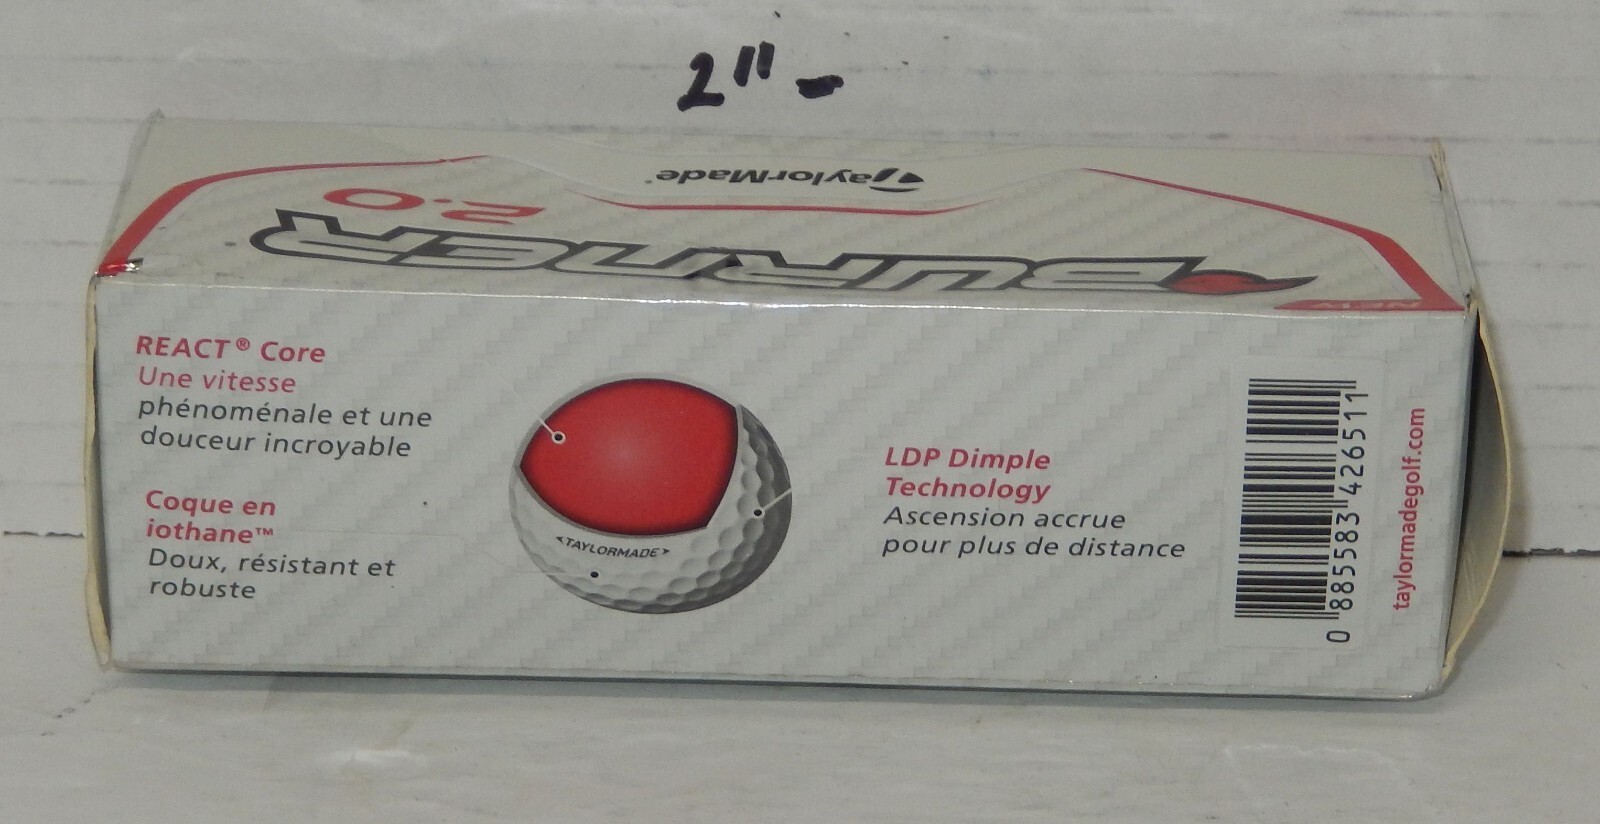 2" -
TaylorMade
2.0
BURNER
NEW
REACT® Core
Une vitesse
phénoménale et une
douceur incroyable
Coque en
iothane™
Doux, résistant et
robuste
<TAYLORMADE>
LDP Dimple
Technology
Ascension accrue
pour plus de distance
0 885583 426511
taylormadegolf.com